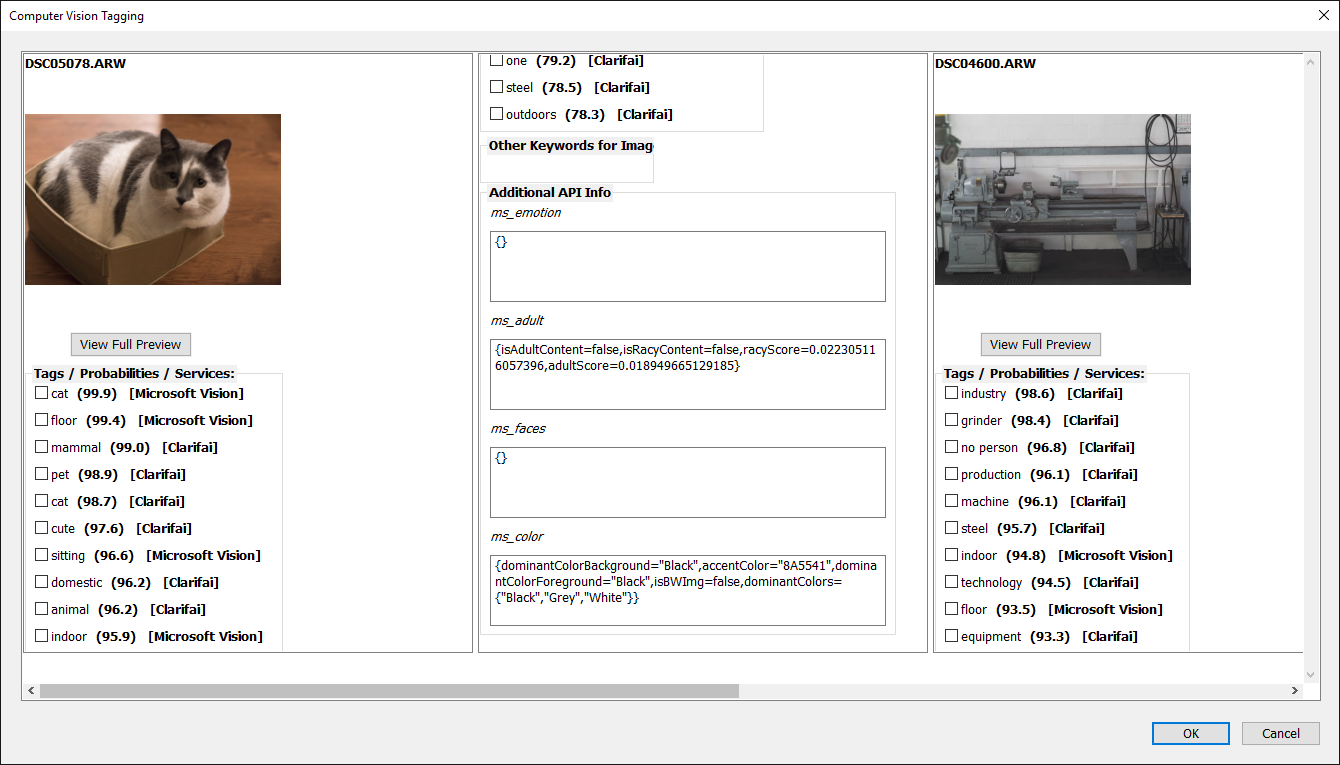 Computer Vision Tagging
DSC05078.ARW
View Full Preview
Tags / Probabilities / Services:
cat (99.9) [Microsoft Vision]
floor (99.4) [Microsoft Vision]
mammal (99.0) [Clarifai]
pet (98.9) [Clarifai]
cat (98.7) [Clarifai]
cute (97.6) [Clarifai]
sitting (96.6) [Microsoft Vision]
domestic (96.2) [Clarifai]
animal (96.2) [Clarifai]
indoor (95.9) [Microsoft Vision]
one (79.2) [Clarifai]
steel (78.5) [Clarifai]
outdoors (78.3) [Clarifai]
Other Keywords for Imag
Additional API Info
ms_emotion
{}
ms_adult
{isAdultContent=false,isRacyContent=false,racyScore=0.02230511
6057396,adultScore=0.018949665129185}
ms_faces
{}
ms_color
{dominantColorBackground="Black",accentColor="8A5541",domina
ntColorForeground="Black",isBWImg=false,dominantColors=
{"Black","Grey","White"}}
DSC04600.ARW
View Full Preview
Tags / Probabilities / Services:
industry (98.6) [Clarifai]
grinder (98.4) [Clarifai]
no person (96.8) [Clarifai]
production (96.1) [Clarifai]
machine (96.1) [Clarifai]
steel (95.7) [Clarifai]
indoor (94.8) [Microsoft Vision]
technology (94.5) [Clarifai]
floor (93.5) [Microsoft Vision]
equipment (93.3) [Clarifai]
OK
Cancel